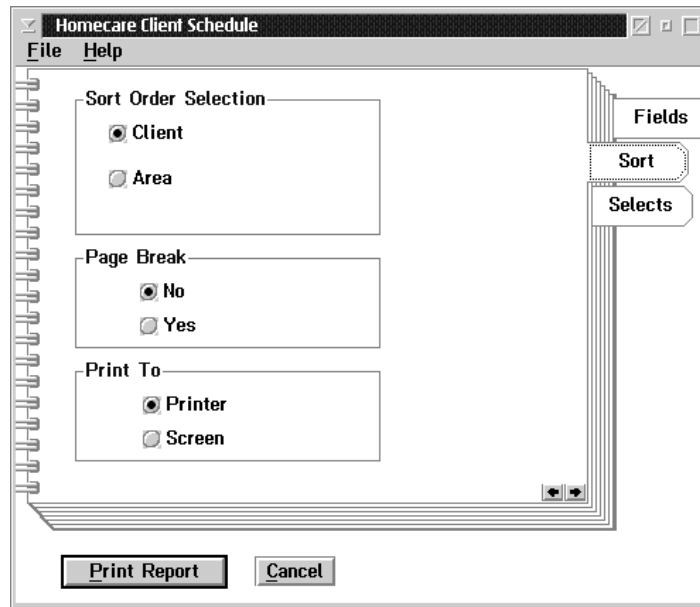 Homecare Client Schedule
File Help
Sort Order Selection
Client
Area
Page Break
No
Yes
Print To
Printer
Screen
Fields
Sort
Selects
Print Report Cancel